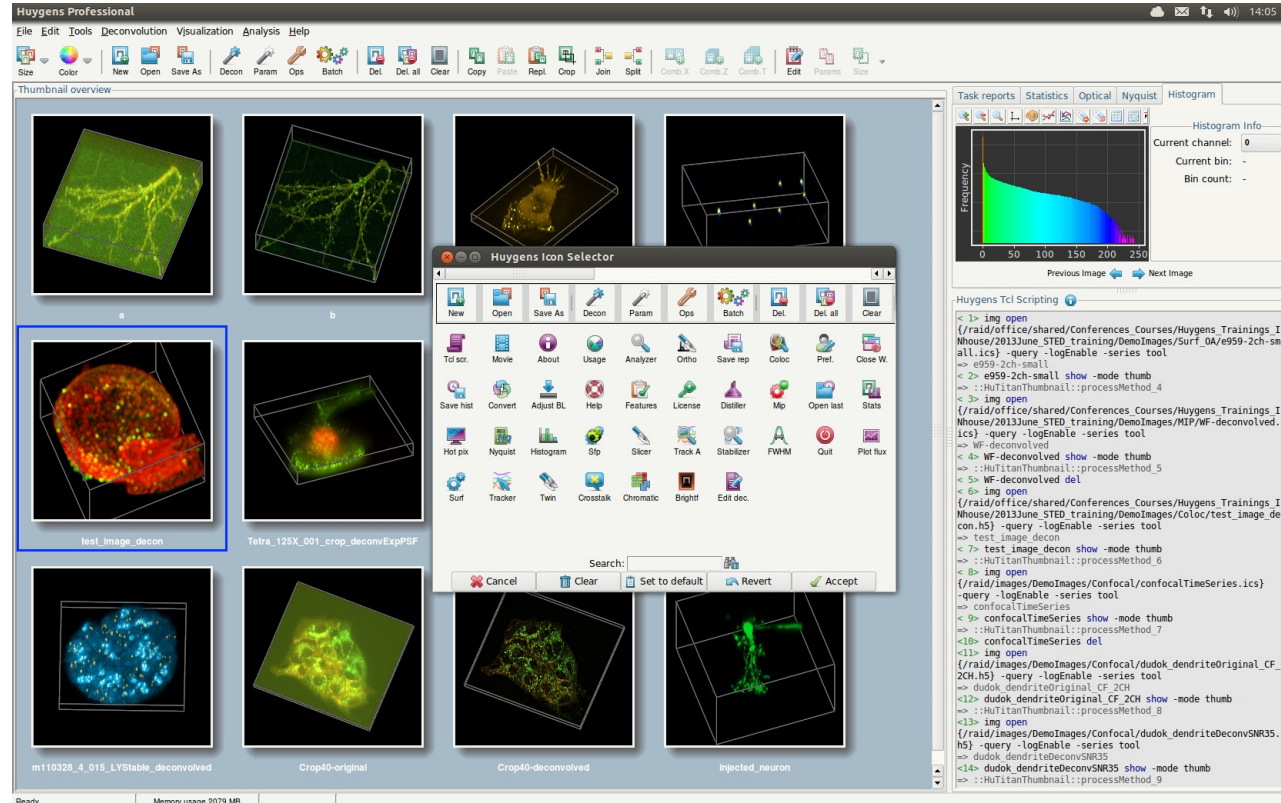 Huygens Professional
14:05
File Edit Tools Deconvolution Visualization Analysis Help
Size Color New Open Save As Decon Param Ops Batch Del. Del. all Clear Copy Paste Repl. Crop Join Split Comb.X Comb.Z Comb.T Edit Params Size
Thumbnail overview
a
b
test_image_decon
Tetra_125X_001_crop_deconvExpPSF
m110328_4_015_LYStable_deconvolved
Crop40-original
Crop40-deconvolved
injected_neuron
Huygens Icon Selector
New Open Save As Decon Param Ops Batch Del. Del. all Clear
Tcl scr. Movie About Usage Analyzer Ortho Save rep Coloc Pref. Close W.
Save hist Convert Adjust BL Help Features License Distiller Mip Open last Stats
Hot pix Nyquist Histogram Sfp Slicer Track A Stabilizer FWHM Quit Plot flux
Surf Tracker Twin Crosstalk Chromatic Brightf Edit dec.
Search:
Cancel Clear Set to default Revert Accept
Task reports Statistics Optical Nyquist Histogram
Histogram Info
Current channel: 0
Current bin: -
Bin count: -
Frequency
0 50 100 150 200 250
Previous Image Next Image
Huygens Tcl Scripting
< 1> img open
{/raid/office/shared/Conferences_Courses/Huygens_Trainings_I
Nhouse/2013June_STED_training/DemoImages/Surf_OA/e959-2ch-sm
all.ics} -query -logEnable -series tool
=> e959-2ch-small
< 2> e959-2ch-small show -mode thumb
=> ::HuTitanThumbnail::processMethod_4
< 3> img open
{/raid/office/shared/Conferences_Courses/Huygens_Trainings_I
Nhouse/2013June_STED_training/DemoImages/MIP/WF-deconvolved.
ics} -query -logEnable -series tool
=> WF-deconvolved
< 4> WF-deconvolved show -mode thumb
=> ::HuTitanThumbnail::processMethod_5
< 5> WF-deconvolved del
< 6> img open
{/raid/office/shared/Conferences_Courses/Huygens_Trainings_I
Nhouse/2013June_STED_training/DemoImages/Coloc/test_image_de
con.h5} -query -logEnable -series tool
=> test_image_decon
< 7> test_image_decon show -mode thumb
=> ::HuTitanThumbnail::processMethod_6
< 8> img open
{/raid/images/DemoImages/Confocal/confocalTimeSeries.ics}
-query -logEnable -series tool
=> confocalTimeSeries
< 9> confocalTimeSeries show -mode thumb
=> ::HuTitanThumbnail::processMethod_7
<10> confocalTimeSeries del
<11> img open
{/raid/images/DemoImages/Confocal/dudok_dendriteOriginal_CF_
2CH.h5} -query -logEnable -series tool
=> dudok_dendriteOriginal_CF_2CH
<12> dudok_dendriteOriginal_CF_2CH show -mode thumb
=> ::HuTitanThumbnail::processMethod_8
<13> img open
{/raid/images/DemoImages/Confocal/dudok_dendriteDeconvSNR35.
h5} -query -logEnable -series tool
=> dudok_dendriteDeconvSNR35
<14> dudok_dendriteDeconvSNR35 show -mode thumb
=> ::HuTitanThumbnail::processMethod_9
Ready
Memory usage 2079 MB